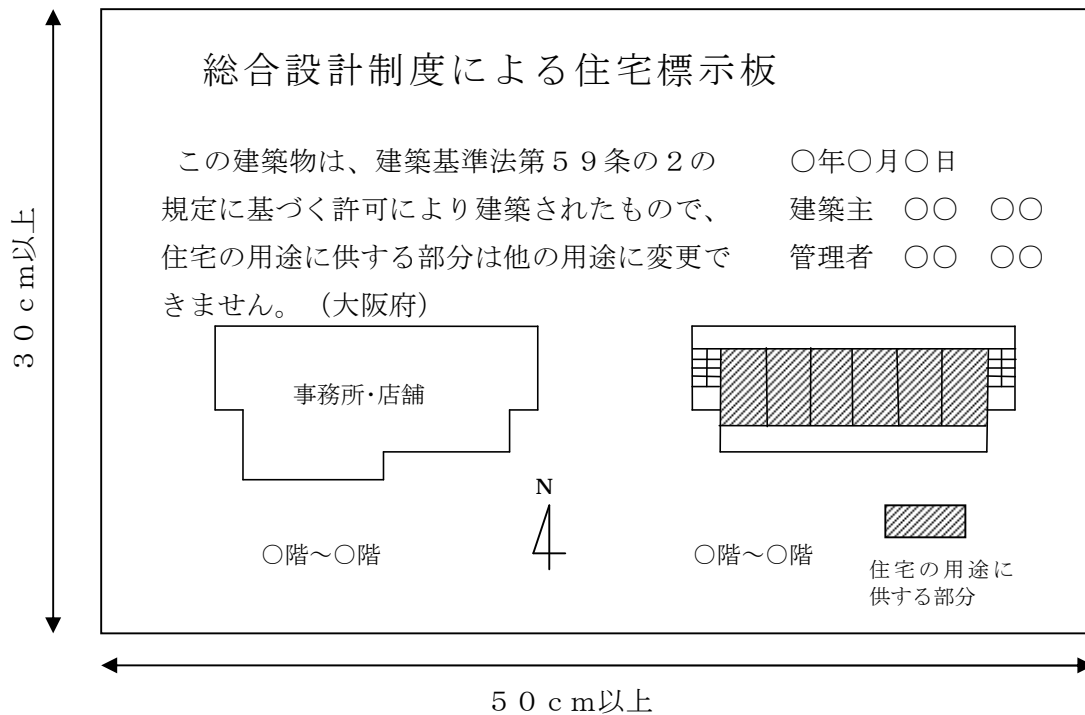 総合設計制度による住宅標示板
この建築物は、建築基準法第５９条の２の
規定に基づく許可により建築されたもので、
住宅の用途に供する部分は他の用途に変更で
きません。（大阪府）
○年○月○日
建築主　○○　○○
管理者　○○　○○
３０ｃｍ以上
事務所・店舗
N
○階～○階
○階～○階
住宅の用途に
供する部分
５０ｃｍ以上